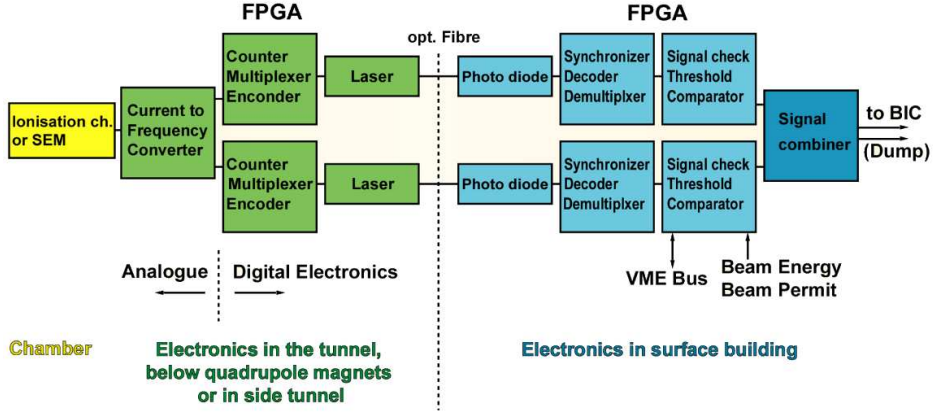 FPGA
FPGA
opt. Fibre
Counter
Multiplexer
Enconder
Laser
Photo diode
Synchronizer
Decoder
Demultiplxer
Signal check
Threshold
Comparator
Ionisation ch.
or SEM
Current to
Frequency
Converter
Signal
combiner
to BIC
(Dump)
Counter
Multiplexer
Encoder
Laser
Photo diode
Synchronizer
Decoder
Demultiplxer
Signal check
Threshold
Comparator
Analogue
Digital Electronics
VME Bus
Beam Energy
Beam Permit
Chamber
Electronics in the tunnel,
below quadrupole magnets
or in side tunnel
Electronics in surface building